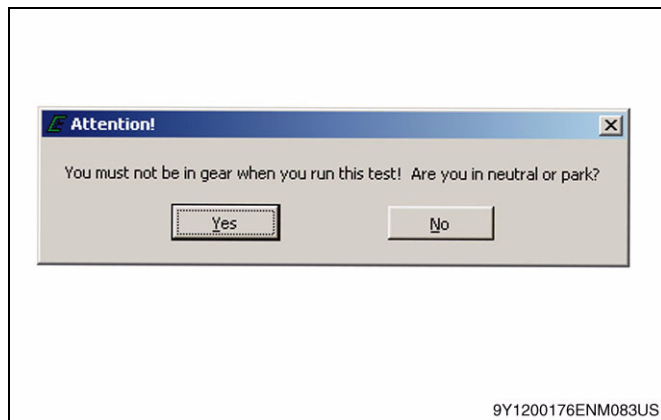 Attention!
You must not be in gear when you run this test! Are you in neutral or park?
Yes
No
9Y1200176ENM083US